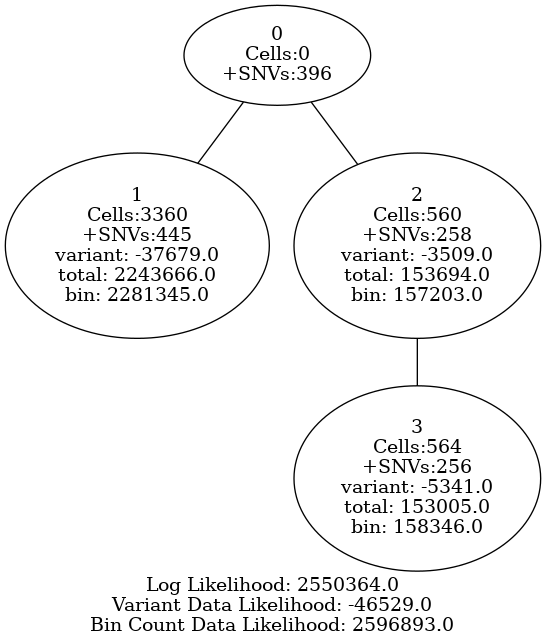 0
Cells:0
+SNVs:396
1
Cells:3360
+SNVs:445
variant: -37679.0
total: 2243666.0
bin: 2281345.0
2
Cells:560
+SNVs:258
variant: -3509.0
total: 153694.0
bin: 157203.0
3
Cells:564
+SNVs:256
variant: -5341.0
total: 153005.0
bin: 158346.0
Log Likelihood: 2550364.0
Variant Data Likelihood: -46529.0
Bin Count Data Likelihood: 2596893.0